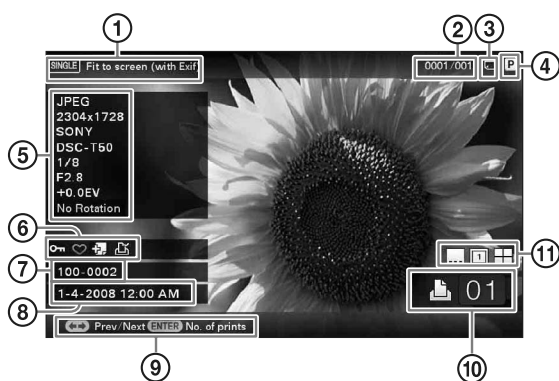 ① ② ③ ④
SINGLE Fit to screen (with Exif 0001/001 P
⑤
JPEG
2304x1728
SONY
DSC-T50
1/8
F2.8
+0.0EV
No Rotation
⑥
⑦ 100-0002
1 ⑪
⑧ 1-4-2008 12:00 AM
01
Prev/Next ENTER No. of prints
⑨ ⑩